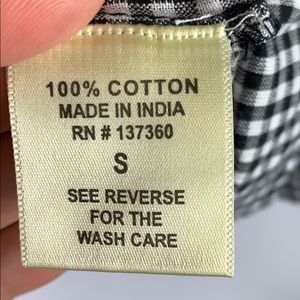 100% COTTON
MADE IN INDIA
RN # 137360
S
SEE REVERSE
FOR THE
WASH CARE